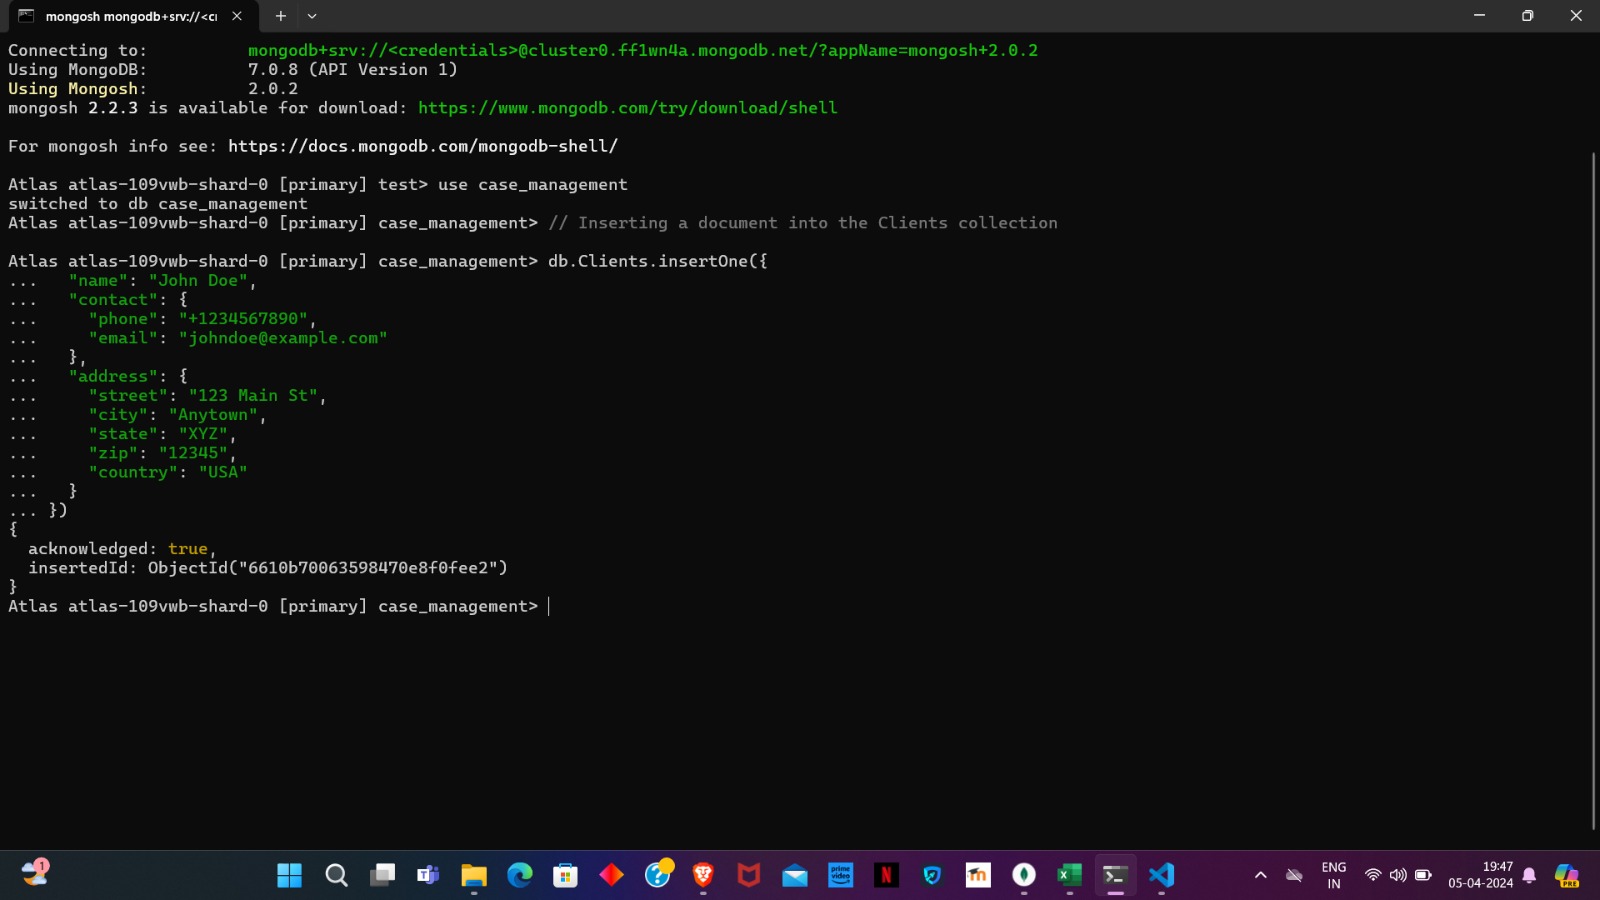 mongosh mongodb+srv://<cr
Connecting to: mongodb+srv://<credentials>@cluster0.ff1wn4a.mongodb.net/?appName=mongosh+2.0.2
Using MongoDB: 7.0.8 (API Version 1)
Using Mongosh: 2.0.2
mongosh 2.2.3 is available for download: https://www.mongodb.com/try/download/shell
For mongosh info see: https://docs.mongodb.com/mongodb-shell/
Atlas atlas-109vwb-shard-0 [primary] test> use case_management
switched to db case_management
Atlas atlas-109vwb-shard-0 [primary] case_management> // Inserting a document into the Clients collection
Atlas atlas-109vwb-shard-0 [primary] case_management> db.Clients.insertOne({
... "name": "John Doe",
... "contact": {
... "phone": "+1234567890",
... "email": "johndoe@example.com"
... },
... "address": {
... "street": "123 Main St",
... "city": "Anytown",
... "state": "XYZ",
... "zip": "12345",
... "country": "USA"
... }
... })
{
acknowledged: true,
insertedId: ObjectId("6610b70063598470e8f0fee2")
}
Atlas atlas-109vwb-shard-0 [primary] case_management>
1
prime video
N
ENG
IN
19:47
05-04-2024
PRE